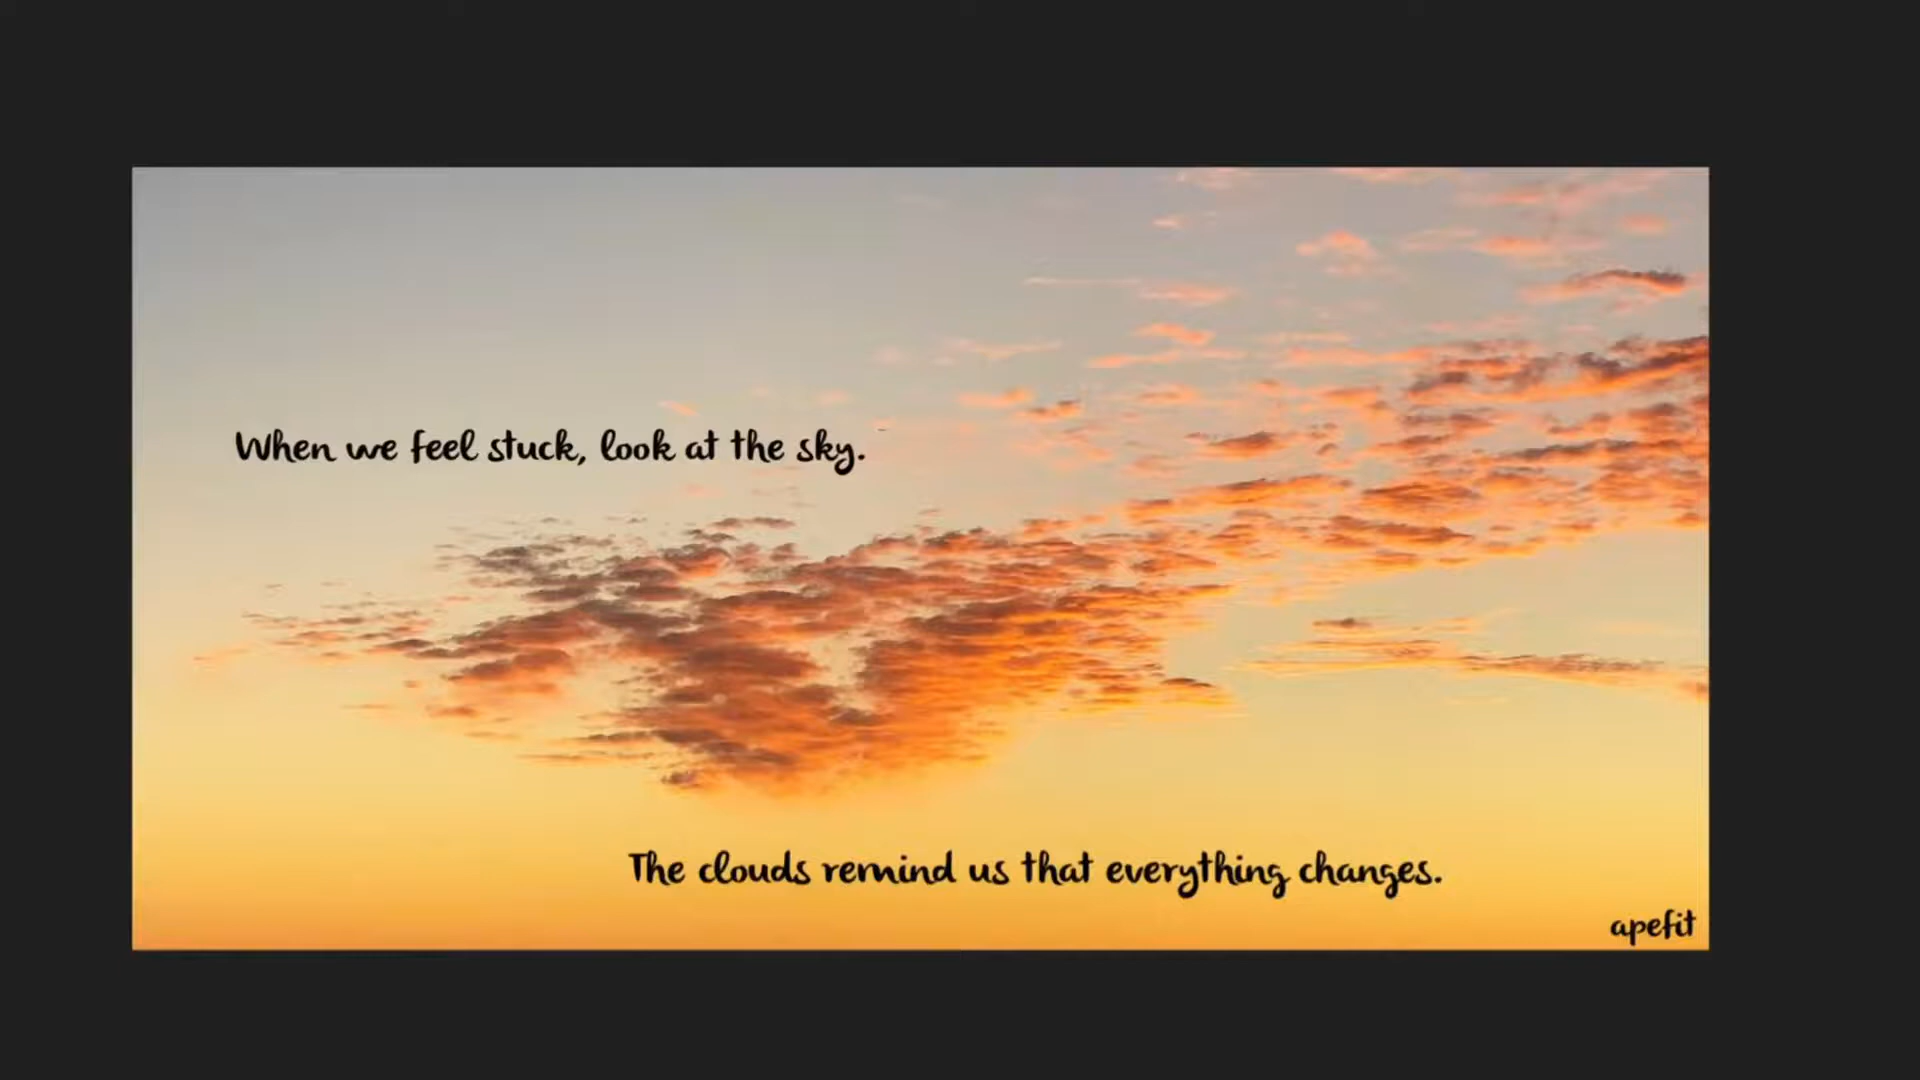 When we feel stuck, look at the sky.
The clouds remind us that everything changes.
apefit